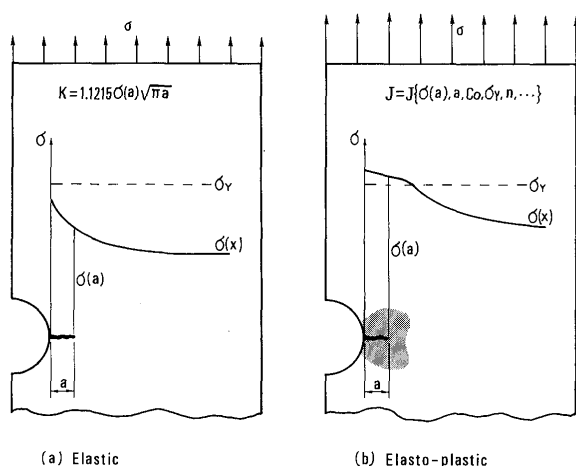 σ
K = 1.1215σ(a)√πa
σ
σY
σ(x)
σ(a)
a
(a) Elastic
σ
J = J{σ(a), a, Co, σY, n, ···}
σ
σY
σ(x)
σ(a)
a
(b) Elasto-plastic